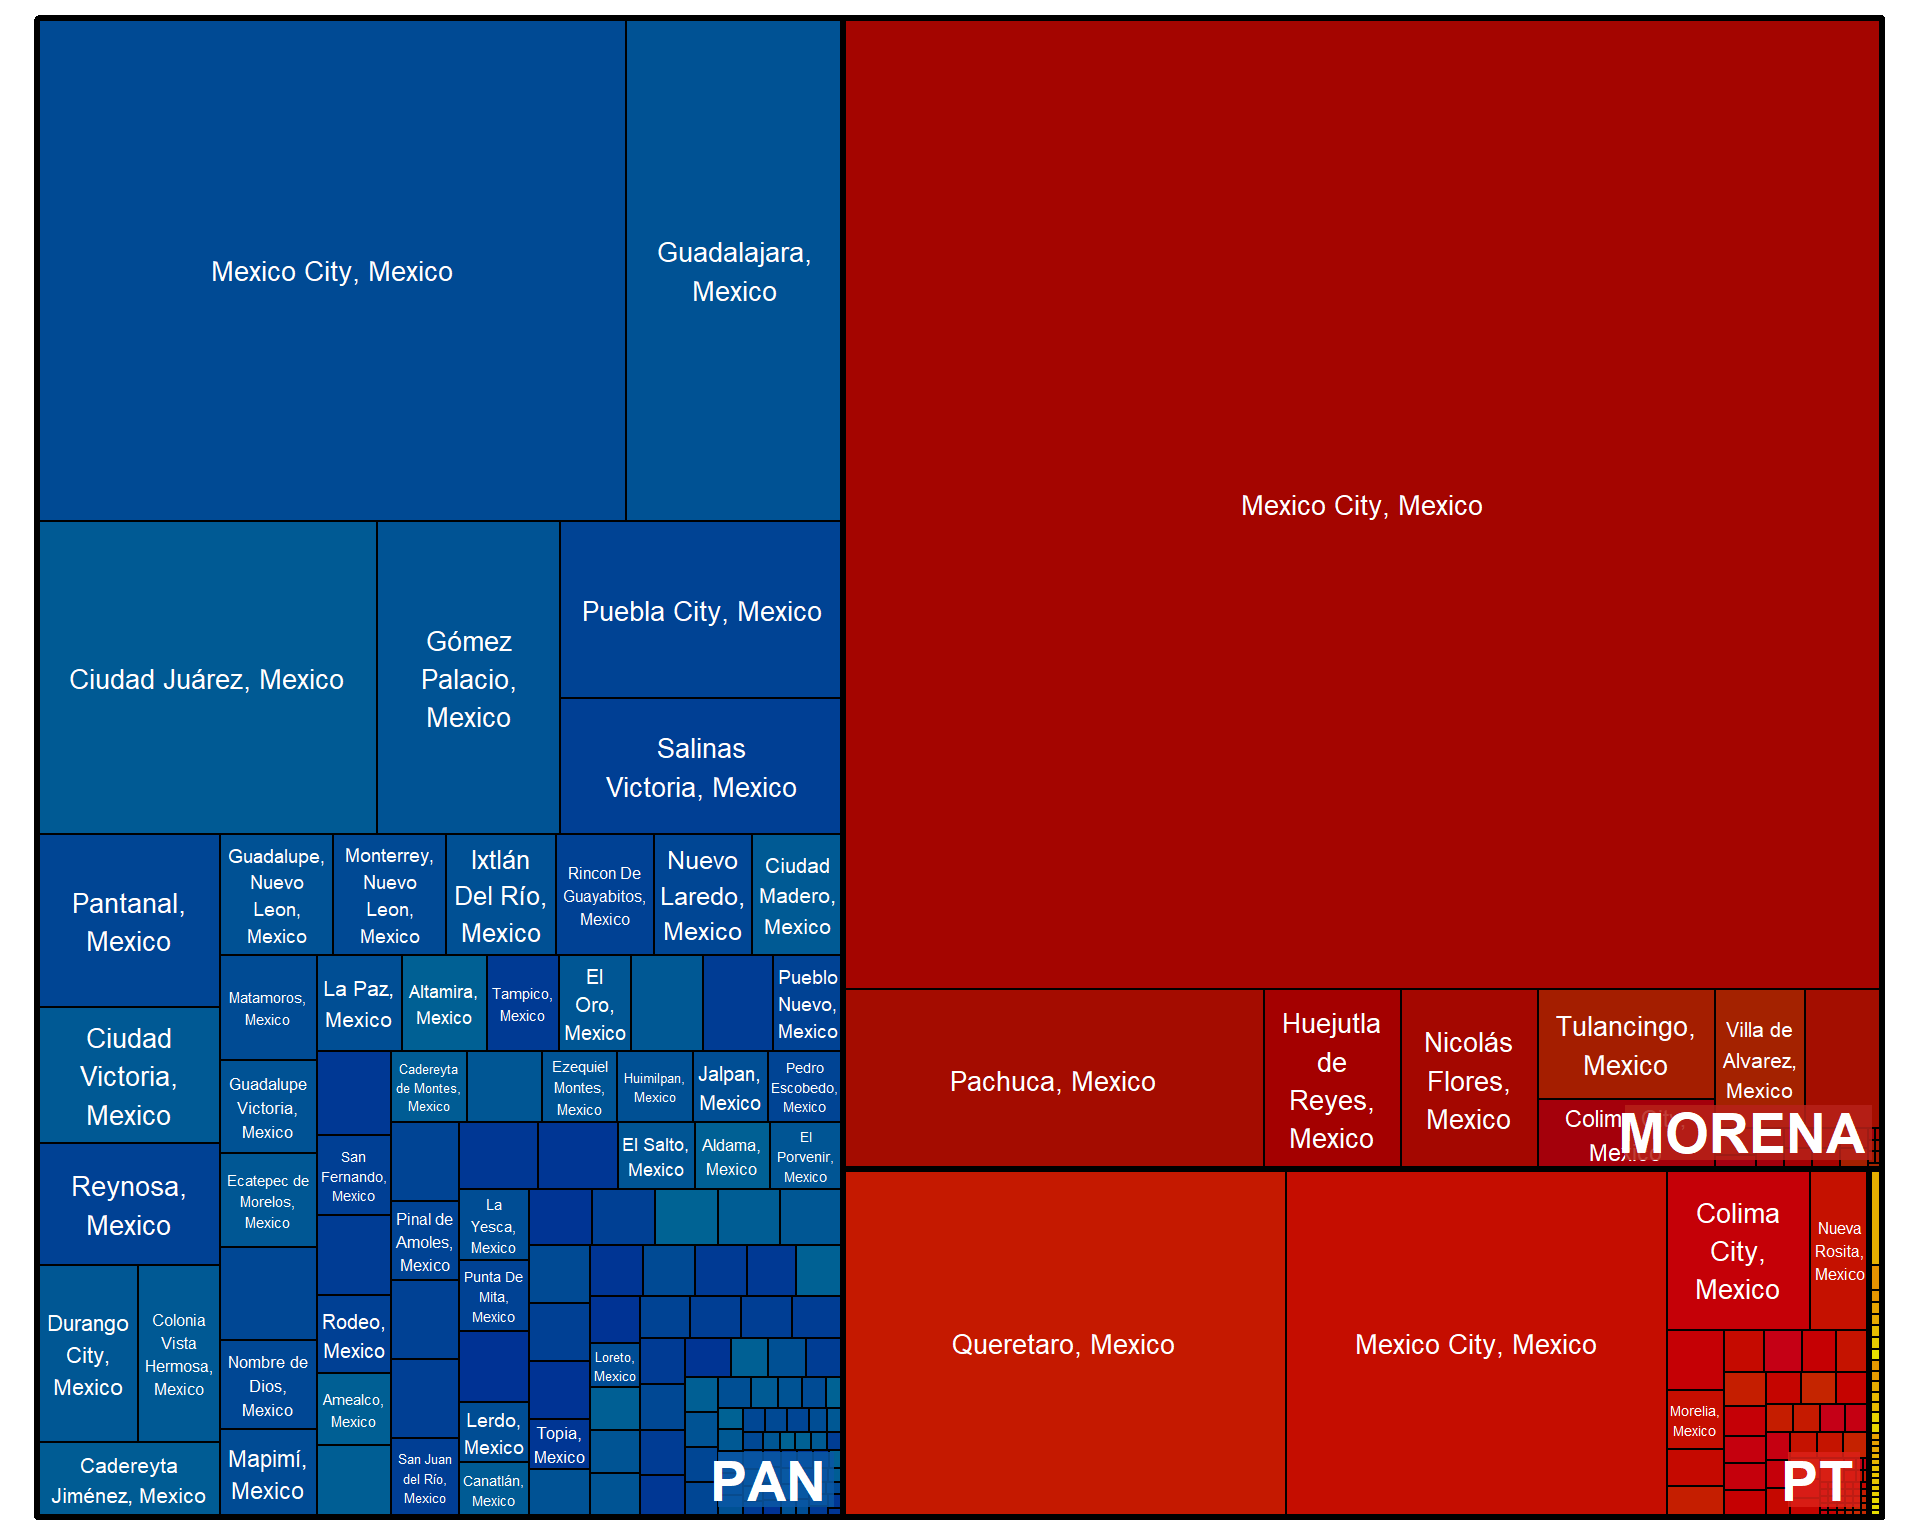 Mexico City, Mexico
Guadalajara,
Mexico
Ciudad Juárez, Mexico
Gómez
Palacio,
Mexico
Puebla City, Mexico
Salinas
Victoria, Mexico
Pantanal,
Mexico
Guadalupe,
Nuevo
Leon,
Mexico
Monterrey,
Nuevo
Leon,
Mexico
Ixtlán
Del Río,
Mexico
Rincon De
Guayabitos,
Mexico
Nuevo
Laredo,
Mexico
Ciudad
Madero,
Mexico
Matamoros,
Mexico
La Paz,
Mexico
Altamira,
Mexico
Tampico,
Mexico
El
Oro,
Mexico
Pueblo
Nuevo,
Mexico
Ciudad
Victoria,
Mexico
Guadalupe
Victoria,
Mexico
Cadereyta
de Montes,
Mexico
Ezequiel
Montes,
Mexico
Huimilpan,
Mexico
Jalpan,
Mexico
Pedro
Escobedo,
Mexico
El Salto,
Mexico
Aldama,
Mexico
El
Porvenir,
Mexico
Reynosa,
Mexico
Ecatepec de
Morelos,
Mexico
San
Fernando,
Mexico
Pinal de
Amoles,
Mexico
La
Yesca,
Mexico
Punta De
Mita,
Mexico
Durango
City,
Mexico
Colonia
Vista
Hermosa,
Mexico
Nombre de
Dios,
Mexico
Rodeo,
Mexico
Loreto,
Mexico
Amealco,
Mexico
Lerdo,
Mexico
Topia,
Mexico
Cadereyta
Jiménez, Mexico
Mapimí,
Mexico
San Juan
del Río,
Mexico
Canatlán,
Mexico
PAN
Mexico City, Mexico
Pachuca, Mexico
Huejutla
de
Reyes,
Mexico
Nicolás
Flores,
Mexico
Tulancingo,
Mexico
Villa de
Alvarez,
Mexico
Colima City,
Mexico
MORENA
Queretaro, Mexico
Mexico City, Mexico
Colima
City,
Mexico
Nueva
Rosita,
Mexico
Morelia,
Mexico
PT